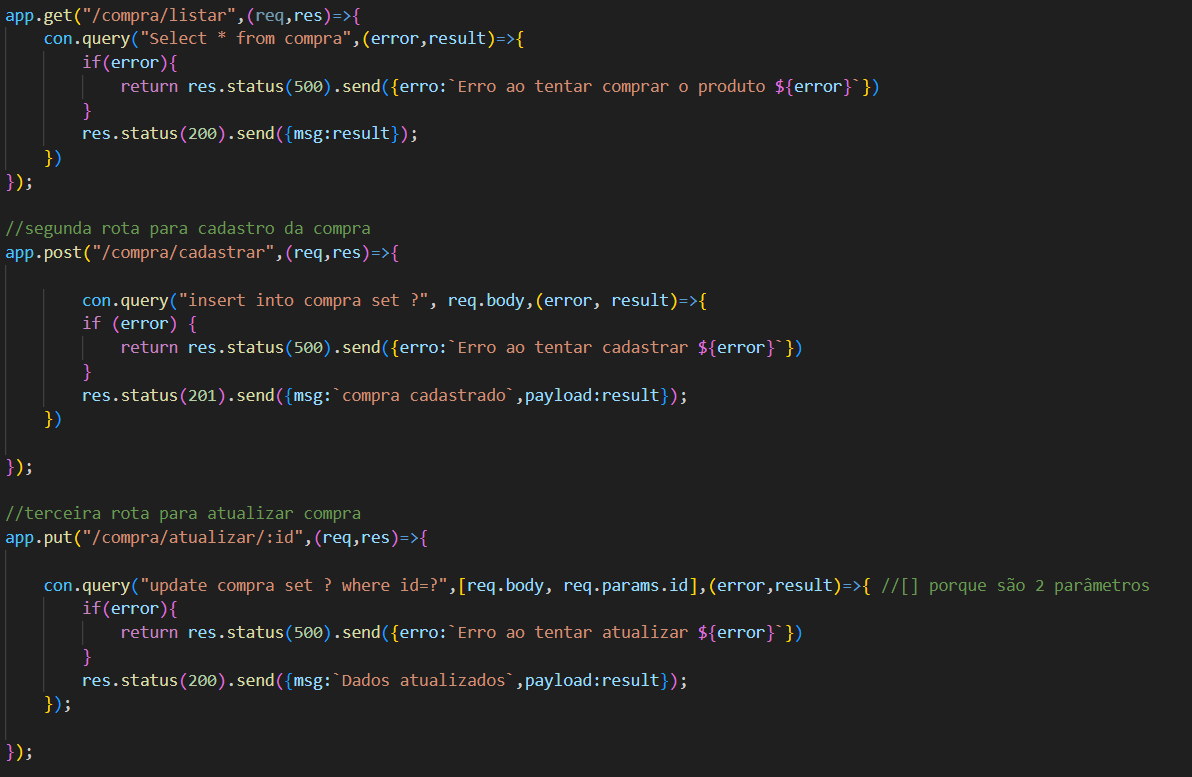 app.get("/compra/listar",(req,res)=>{
    con.query("Select * from compra",(error,result)=>{
        if(error){
            return res.status(500).send({erro:`Erro ao tentar comprar o produto ${error}`})
        }
        res.status(200).send({msg:result});
    })
});

//segunda rota para cadastro da compra
app.post("/compra/cadastrar",(req,res)=>{

        con.query("insert into compra set ?", req.body,(error, result)=>{
        if (error) {
            return res.status(500).send({erro:`Erro ao tentar cadastrar ${error}`})
        }
        res.status(201).send({msg:`compra cadastrado`,payload:result});
    })

});

//terceira rota para atualizar compra
app.put("/compra/atualizar/:id",(req,res)=>{

    con.query("update compra set ? where id=?",[req.body, req.params.id],(error,result)=>{ //[] porque são 2 parâmetros
        if(error){
            return res.status(500).send({erro:`Erro ao tentar atualizar ${error}`})
        }
        res.status(200).send({msg:`Dados atualizados`,payload:result});
    });

});